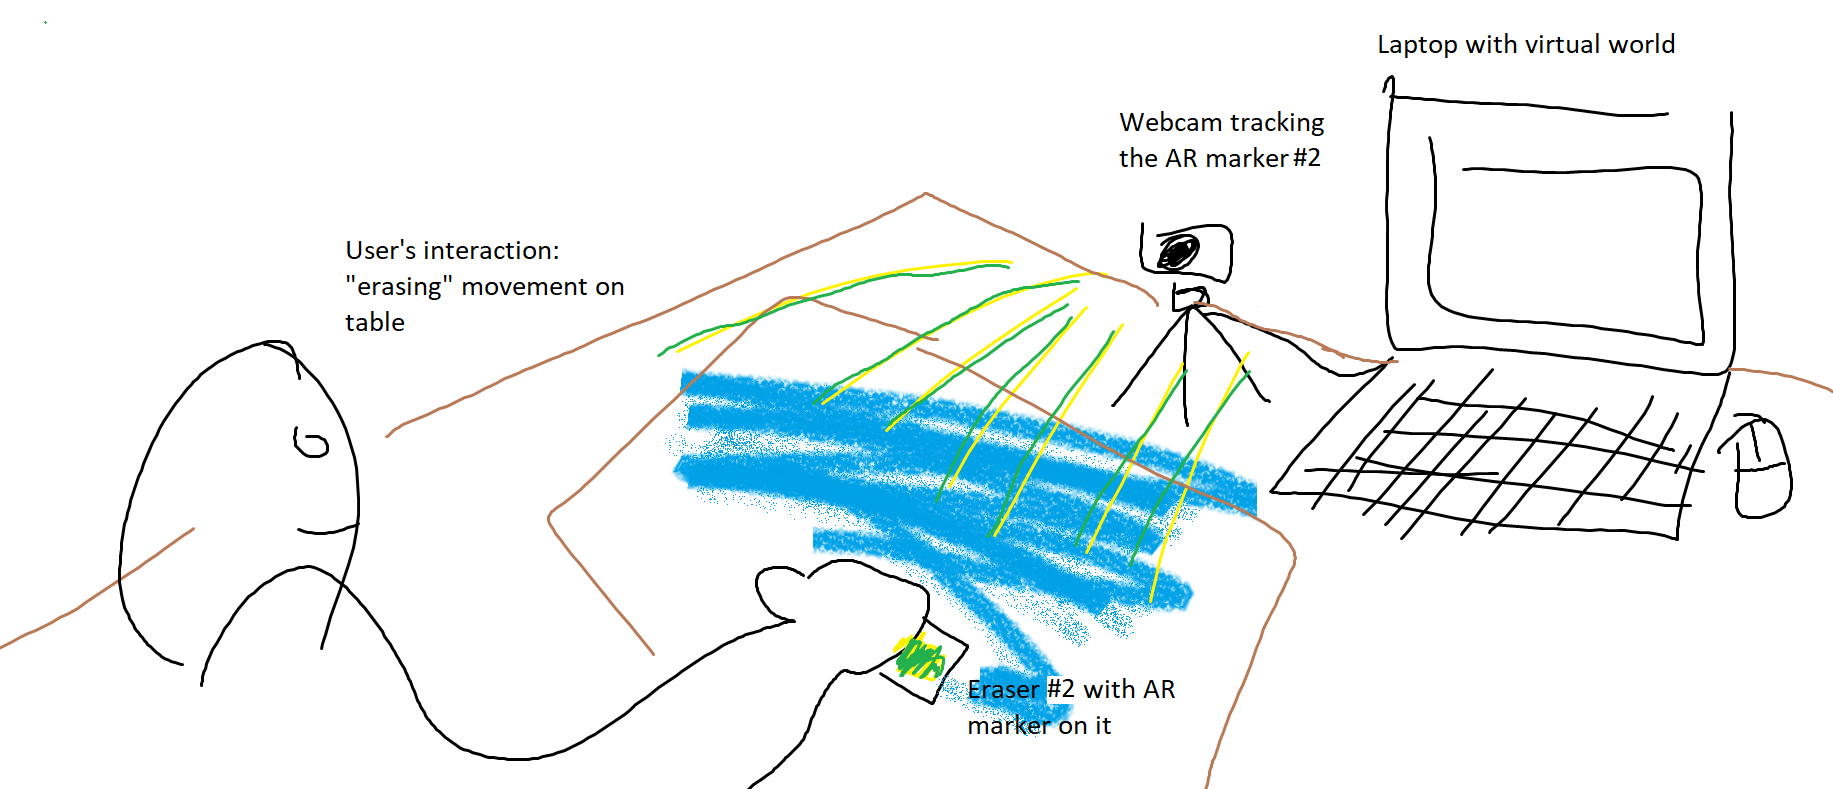 Laptop with virtual world
Webcam tracking
the AR marker #2
User's interaction:
"erasing" movement on
table
Eraser #2 with AR
marker on it